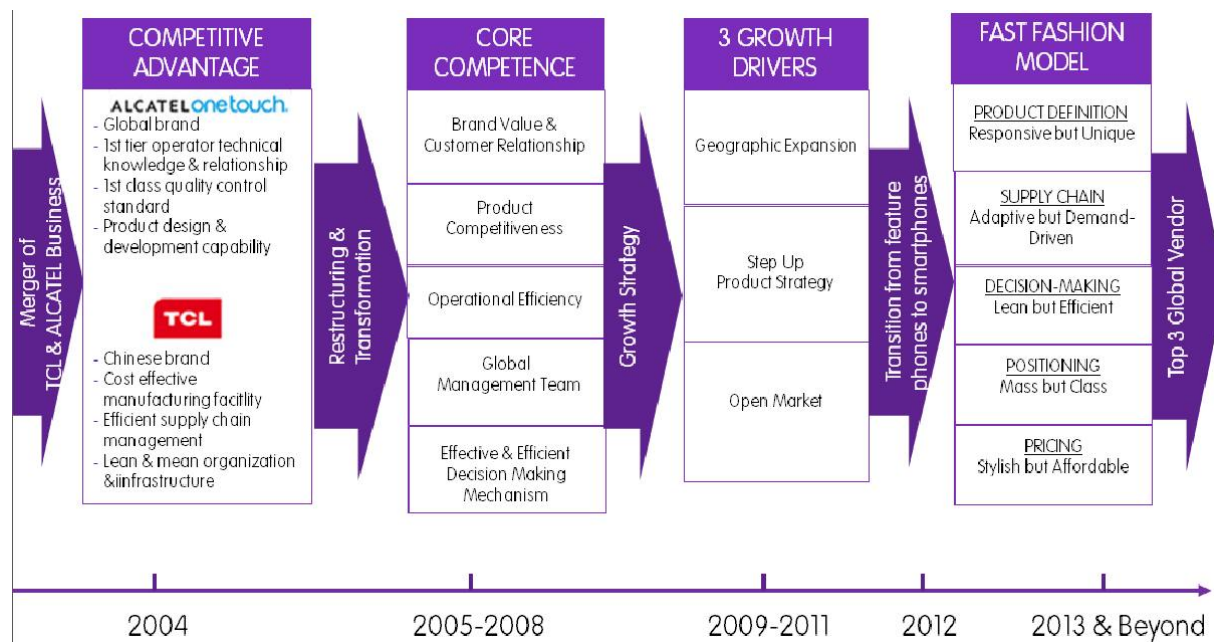 Merger of
TCL & ALCATEL Business
COMPETITIVE
ADVANTAGE
ALCATELonetouch.
- Global brand
- 1st tier operator technical
knowledge & relationship
- 1st class quality control
standard
- Product design &
development capability
TCL
- Chinese brand
- Cost effective
manufacturing facitlity
- Efficient supply chain
management
- Lean & mean organization
&iinfrastructure
Restructuring &
Transformation
CORE
COMPETENCE
Brand Value &
Customer Relationship
Product
Competitiveness
Operational Efficiency
Global
Management Team
Effective & Efficient
Decision Making
Mechanism
Growth Strategy
3 GROWTH
DRIVERS
Geographic Expansion
Step Up
Product Strategy
Open Market
Transition from feature
phones to smartphones
FAST FASHION
MODEL
PRODUCT DEFINITION
Responsive but Unique
SUPPLY CHAIN
Adaptive but Demand-
Driven
DECISION-MAKING
Lean but Efficient
POSITIONING
Mass but Class
PRICING
Stylish but Affordable
Top 3 Global Vendor
2004
2005-2008
2009-2011
2012
2013 & Beyond